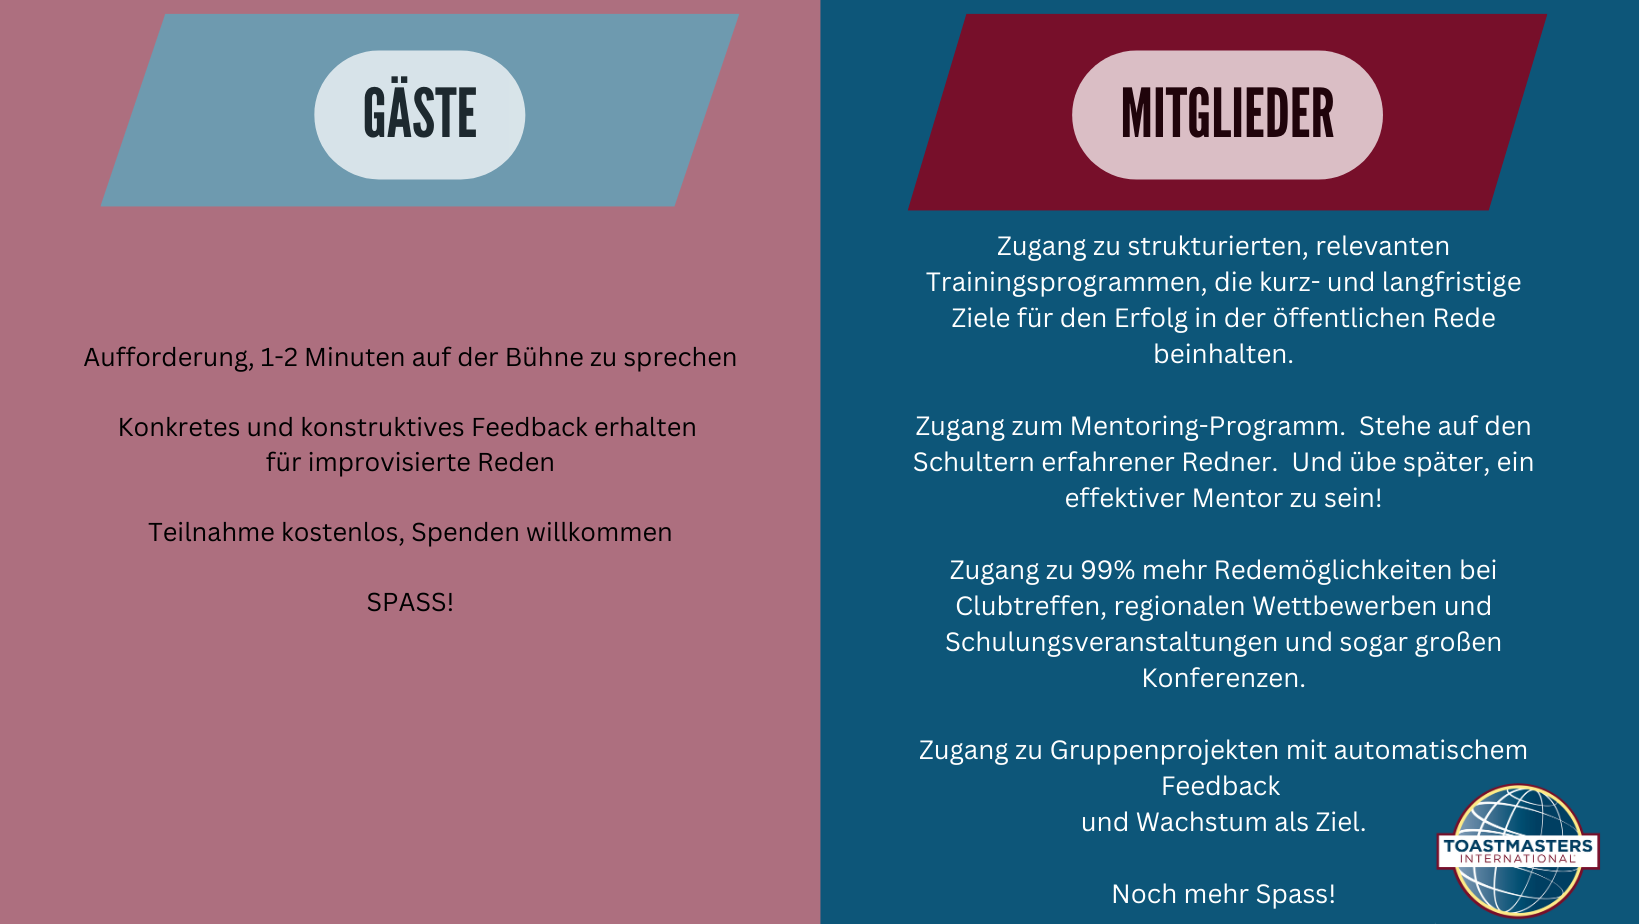 GÄSTE
Aufforderung, 1-2 Minuten auf der Bühne zu sprechen
Konkretes und konstruktives Feedback erhalten
für improvisierte Reden
Teilnahme kostenlos, Spenden willkommen
SPASS!
MITGLIEDER
Zugang zu strukturierten, relevanten
Trainingsprogrammen, die kurz- und langfristige
Ziele für den Erfolg in der öffentlichen Rede
beinhalten.
Zugang zum Mentoring-Programm.  Stehe auf den
Schultern erfahrener Redner.  Und übe später, ein
effektiver Mentor zu sein!
Zugang zu 99% mehr Redemöglichkeiten bei
Clubtreffen, regionalen Wettbewerben und
Schulungsveranstaltungen und sogar großen
Konferenzen.
Zugang zu Gruppenprojekten mit automatischem
Feedback
und Wachstum als Ziel.
Noch mehr Spass!
TOASTMASTERS
INTERNATIONAL